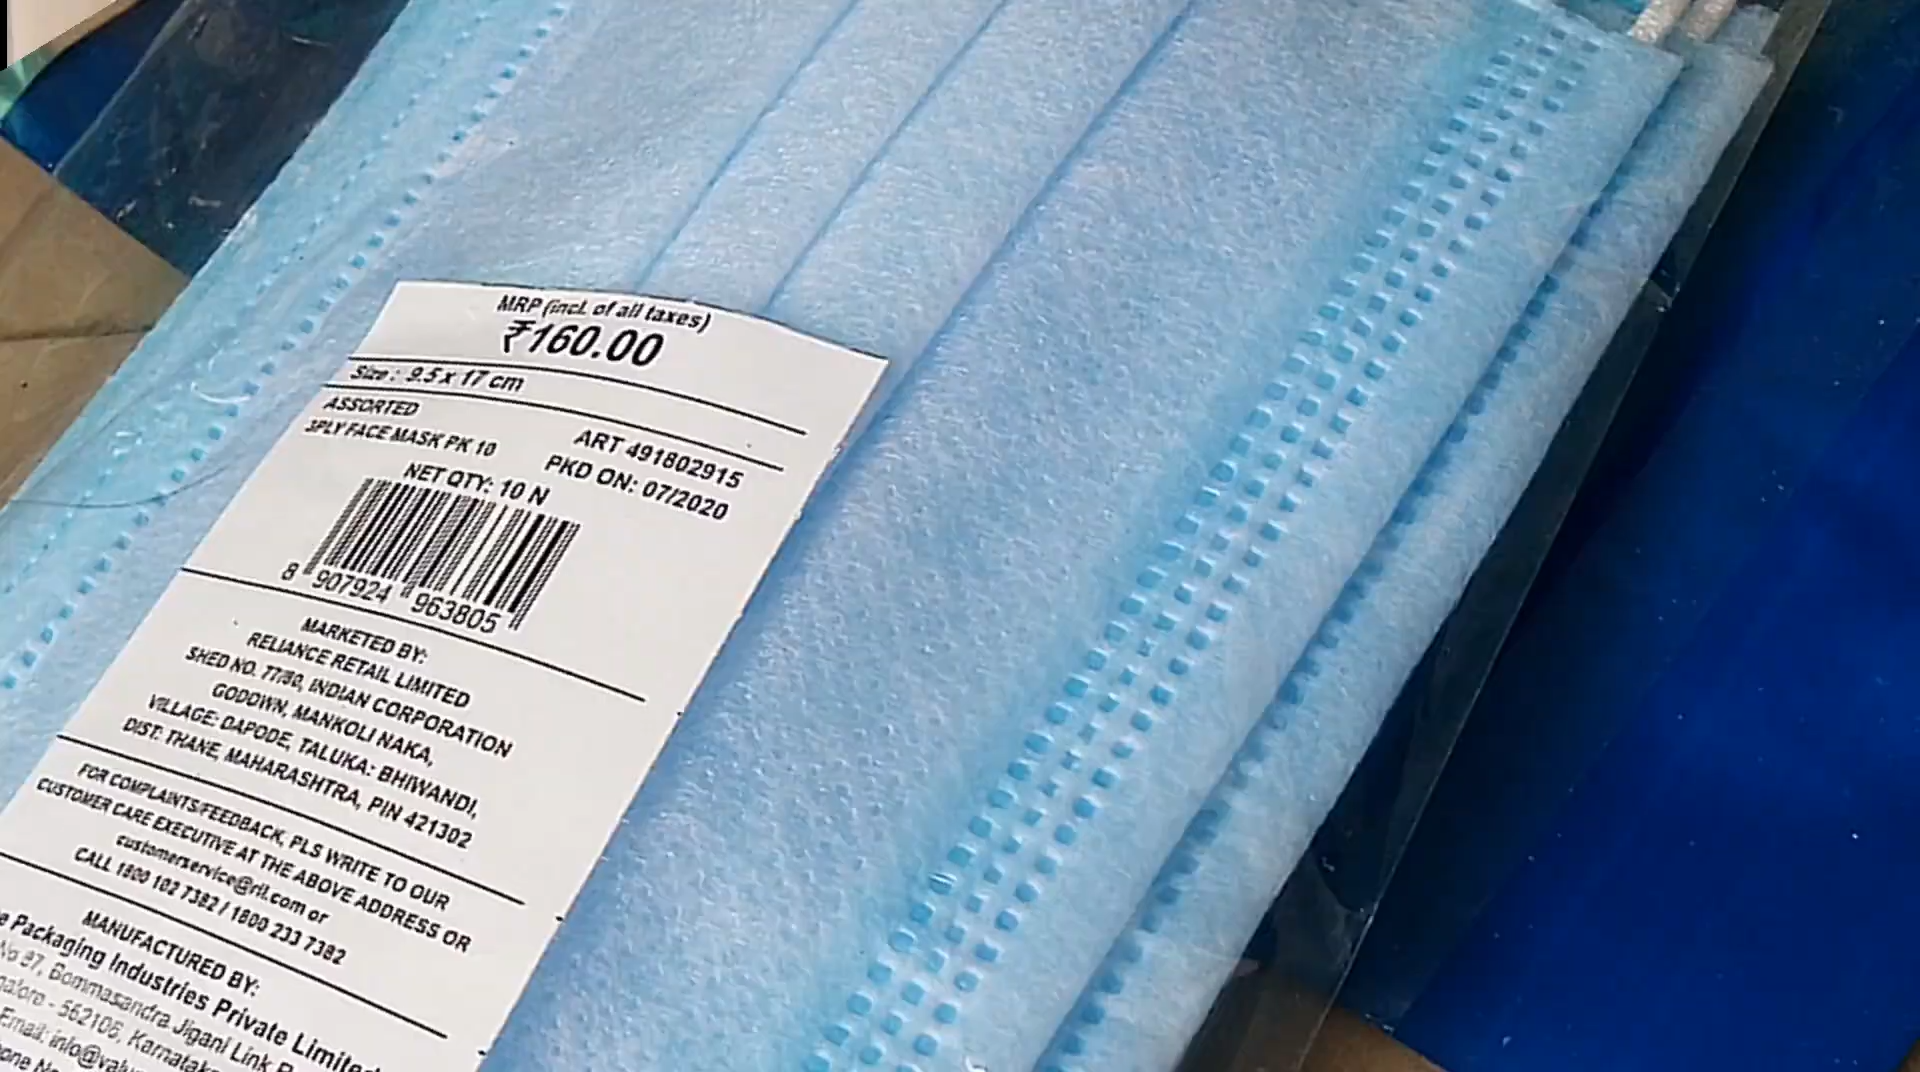 MRP (incl. of all taxes)
₹160.00
Size : 9.5 x 17 cm
ASSORTED
3PLY FACE MASK PK 10
ART 491802915
PKD ON: 07/2020
NET QTY: 10 N
8 907924 963805
MARKETED BY:
RELIANCE RETAIL LIMITED
SHED NO. 77/80, INDIAN CORPORATION
GODOWN, MANKOLI NAKA,
VILLAGE: DAPODE, TALUKA: BHIWANDI,
DIST: THANE, MAHARASHTRA, PIN 421302
FOR COMPLAINTS/FEEDBACK, PLS WRITE TO OUR
CUSTOMER CARE EXECUTIVE AT THE ABOVE ADDRESS OR
customerservice@ril.com or
CALL 1800 102 7382 / 1800 233 7382
MANUFACTURED BY:
Packaging Industries Private Limited
97, Bommasandra Jigani Link
- 562106, Karnataka
Email: info@valu